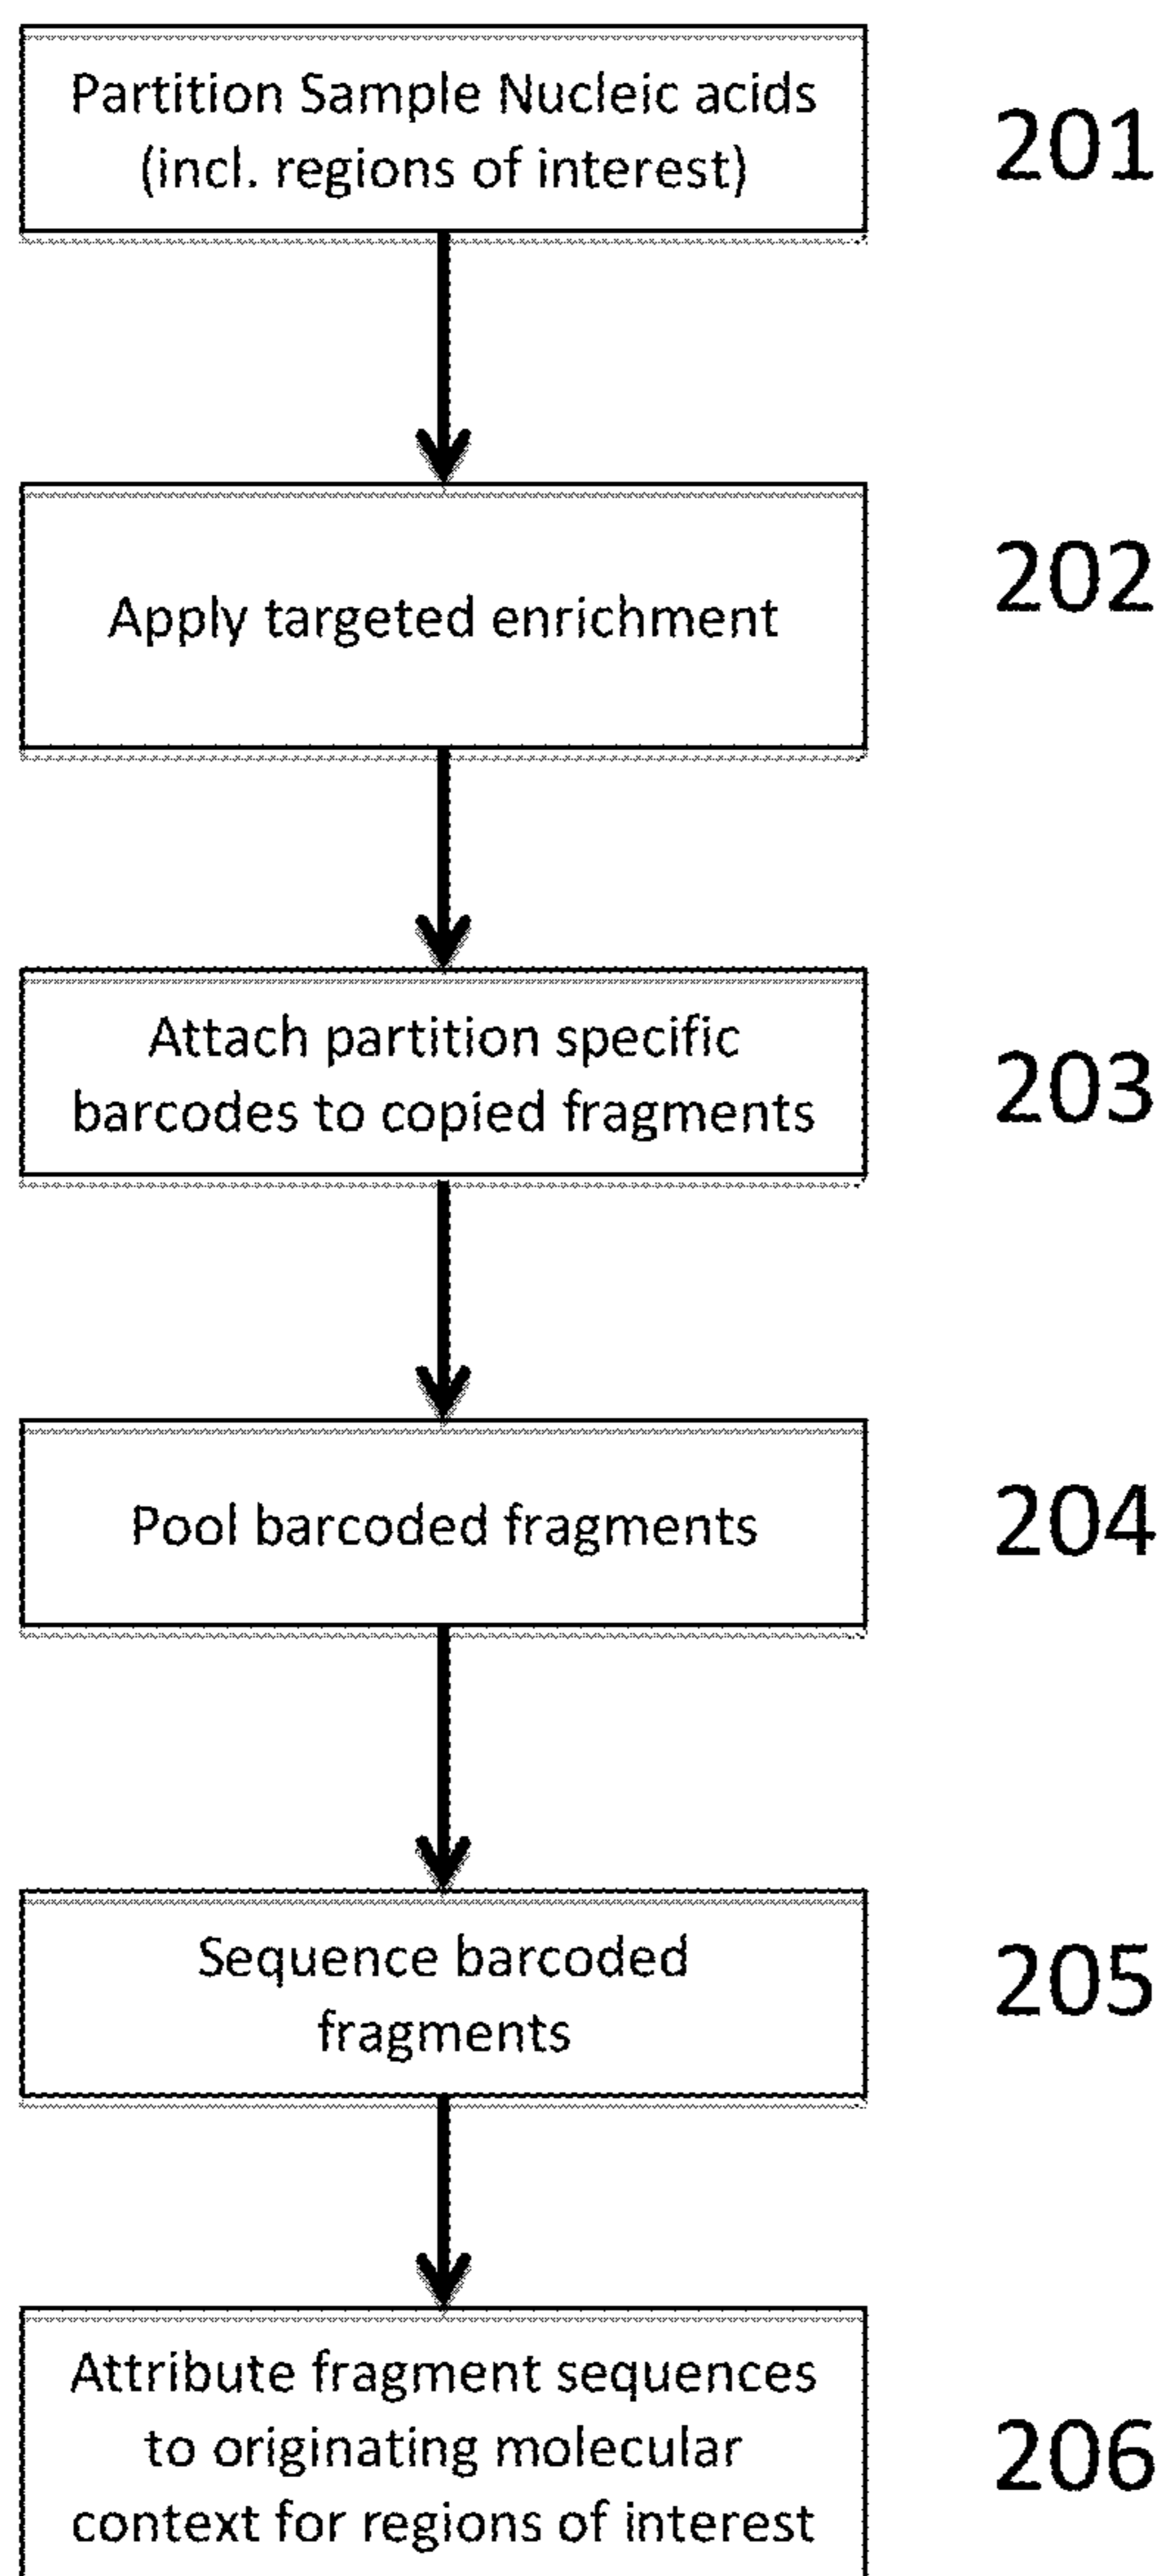 Partition Sample Nucleic acids
(incl. regions of interest)
201
Apply targeted enrichment
202
Attach partition specific
barcodes to copied fragments
203
Pool barcoded fragments
204
Sequence barcoded
fragments
205
Attribute fragment sequences
to originating molecular
context for regions of interest
206